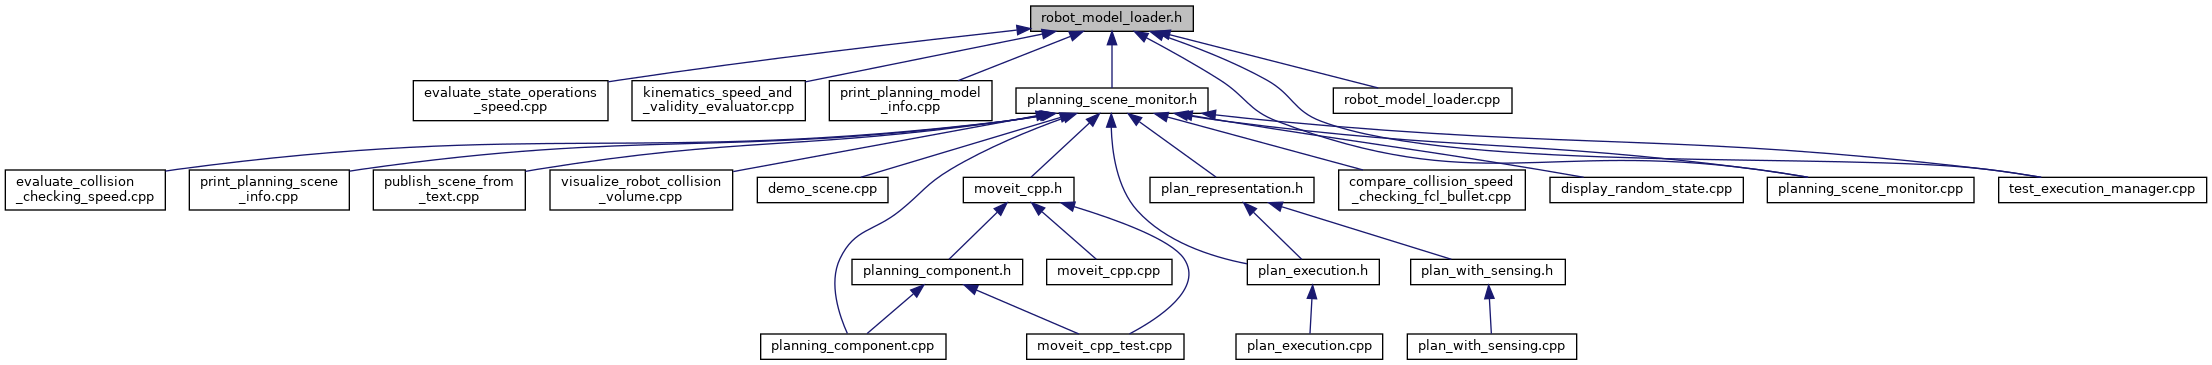 robot_model_loader.h
evaluate_state_operations
_speed.cpp
kinematics_speed_and
_validity_evaluator.cpp
print_planning_model
_info.cpp
planning_scene_monitor.h
robot_model_loader.cpp
evaluate_collision
_checking_speed.cpp
print_planning_scene
_info.cpp
publish_scene_from
_text.cpp
visualize_robot_collision
_volume.cpp
demo_scene.cpp
moveit_cpp.h
plan_representation.h
compare_collision_speed
_checking_fcl_bullet.cpp
display_random_state.cpp
planning_scene_monitor.cpp
test_execution_manager.cpp
planning_component.h
moveit_cpp.cpp
plan_execution.h
plan_with_sensing.h
planning_component.cpp
moveit_cpp_test.cpp
plan_execution.cpp
plan_with_sensing.cpp